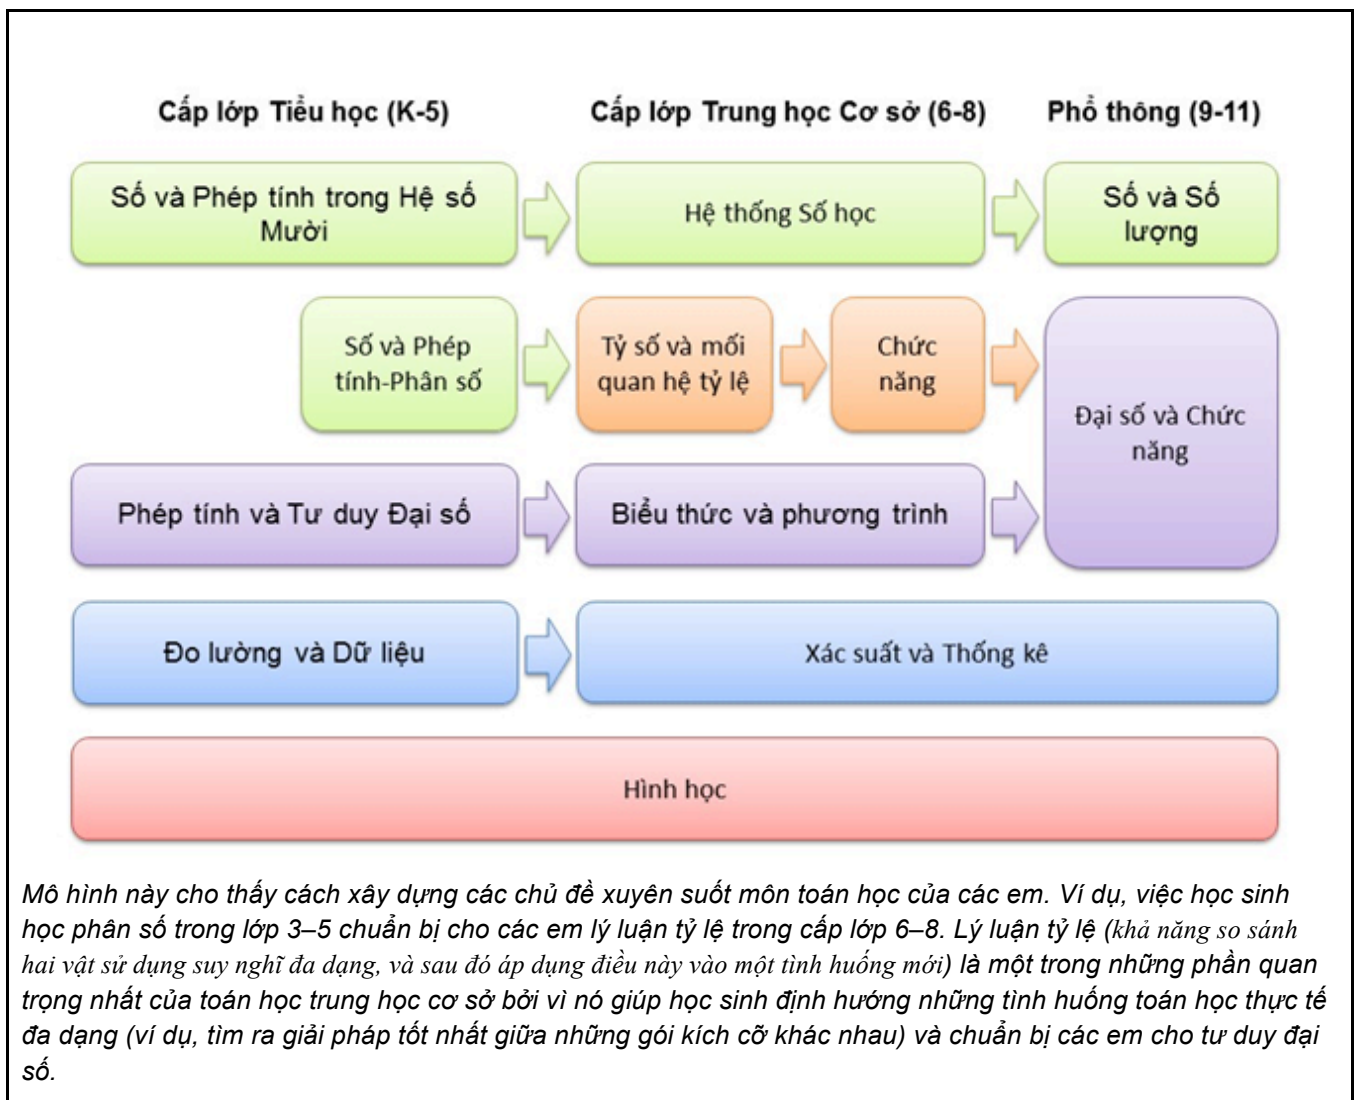 Cấp lớp Tiểu học (K-5)
Cấp lớp Trung học Cơ sở (6-8)
Phổ thông (9-11)
Số và Phép tính trong Hệ số
Mười
Hệ thống Số học
Số và Số
lượng
Số và Phép
tính-Phân số
Tỷ số và mối
quan hệ tỷ lệ
Chức
năng
Đại số và Chức
năng
Phép tính và Tư duy Đại số
Biểu thức và phương trình
Đo lường và Dữ liệu
Xác suất và Thống kê
Hình học
Mô hình này cho thấy cách xây dựng các chủ đề xuyên suốt môn toán học của các em. Ví dụ, việc học sinh
học phân số trong lớp 3–5 chuẩn bị cho các em lý luận tỷ lệ trong cấp lớp 6–8. Lý luận tỷ lệ (khả năng so sánh
hai vật sử dụng suy nghĩ đa dạng, và sau đó áp dụng điều này vào một tình huống mới) là một trong những phần quan
trọng nhất của toán học trung học cơ sở bởi vì nó giúp học sinh định hướng những tình huống toán học thực tế
đa dạng (ví dụ, tìm ra giải pháp tốt nhất giữa những gói kích cỡ khác nhau) và chuẩn bị các em cho tư duy đại
số.